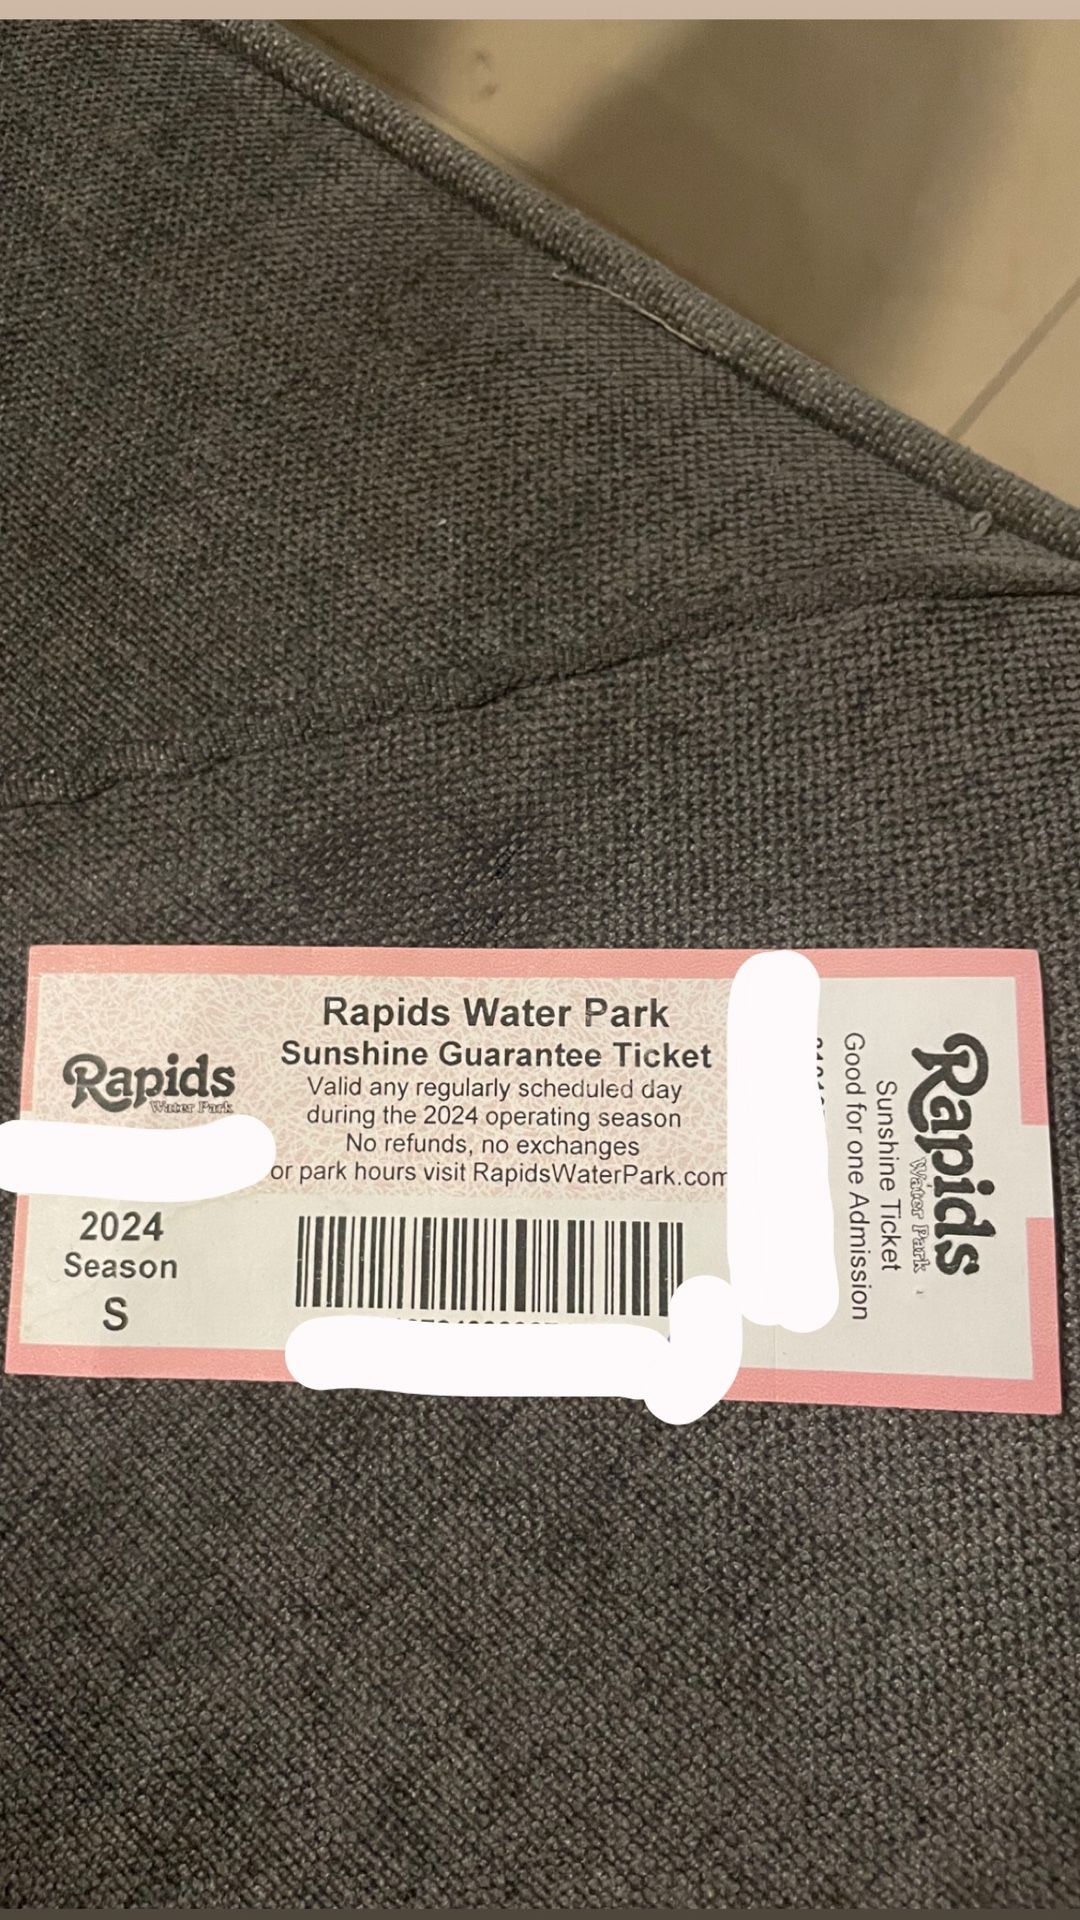 Rapids
Water Park
2024
Season
S
Rapids Water Park
Sunshine Guarantee Ticket
Valid any regularly scheduled day
during the 2024 operating season
No refunds, no exchanges
or park hours visit RapidsWaterPark.com
Rapids
Water Park
Sunshine Ticket
Good for one Admission